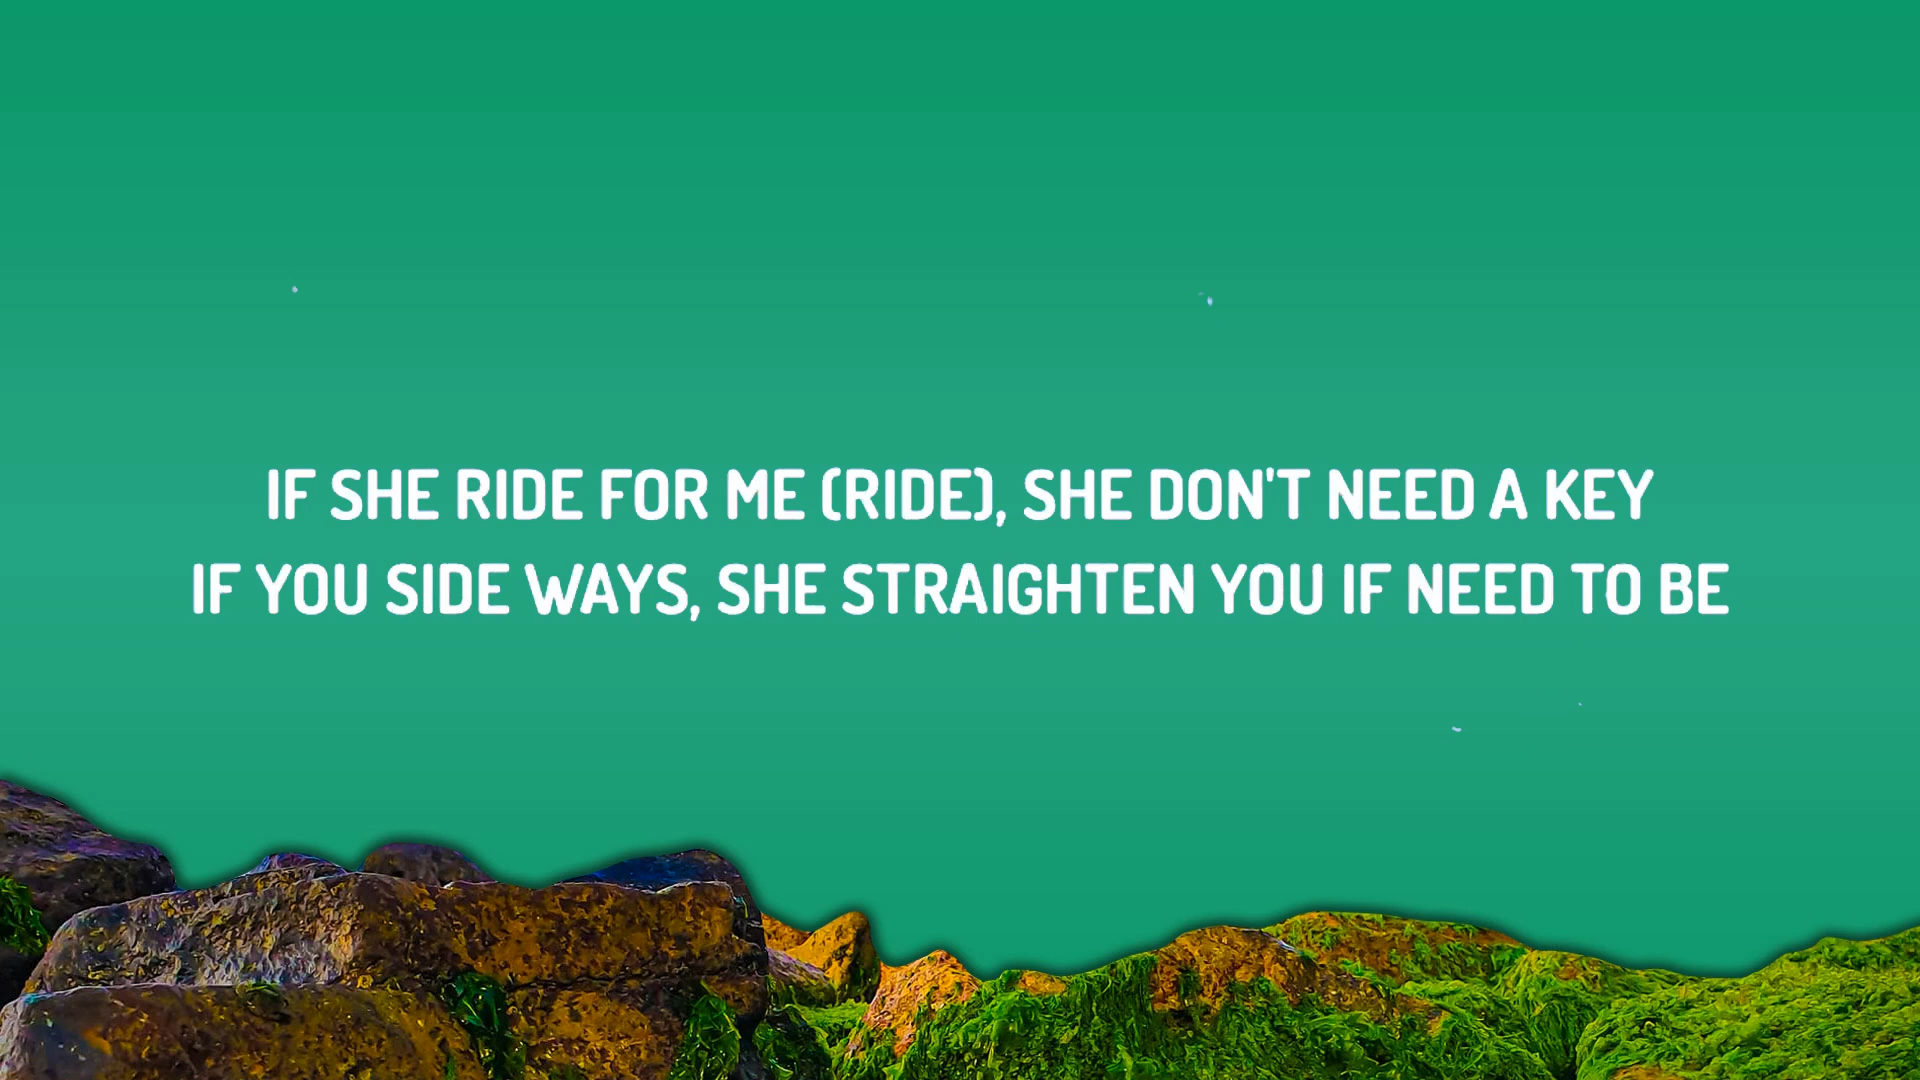 IF SHE RIDE FOR ME (RIDE), SHE DON'T NEED A KEY
IF YOU SIDE WAYS, SHE STRAIGHTEN YOU IF NEED TO BE